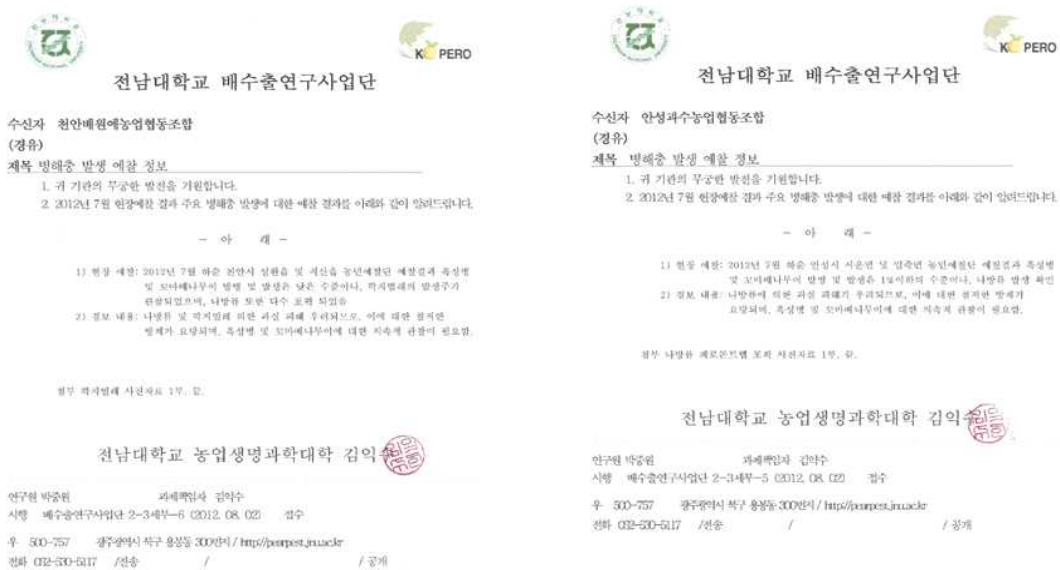 K PERO
전남대학교 배수출연구사업단
수신자 천안배원예농업협동조합
(경유)
제목 병해충 발생 예찰 정보
1. 귀 기관의 무궁한 발전을 기원합니다.
2. 2012년 7월 현장예찰 결과 주요 병해충 발생에 대한 예찰 결과를 아래와 같이 알려드립니다.
- 아 래 -
1) 현장 예찰: 2012년 7월 하순 천안시 성환읍 및 직산읍 농민예찰단 예찰결과 흑성병
및 꼬마배나무이 발병 및 발생은 낮은 수준이나, 깍지벌레의 발생주가
관찰되었으며, 나방류 또한 다수 포획 되었음
2) 정보 내용: 나방류 및 깍지벌레 의한 과실 피해 우려되므로, 이에 대한 철저한
방제가 요망되며, 흑성병 및 꼬마배나무이에 대한 지속적 관찰이 필요함.
첨부 깍지벌레 사진자료 1부. 끝.
전남대학교 농업생명과학대학 김익수
연구원 박중원 과제책임자 김익수
시행 배수출연구사업단 2-3세부-6 (2012. 08. 02) 접수
우 500-757 광주광역시 북구 용봉동 300번지 / http://pearpest.jnu.ac.kr
전화 062-530-5117 /전송 / / 공개
K PERO
전남대학교 배수출연구사업단
수신자 안성과수농업협동조합
(경유)
제목 병해충 발생 예찰 정보
1. 귀 기관의 무궁한 발전을 기원합니다.
2. 2012년 7월 현장예찰 결과 주요 병해충 발생에 대한 예찰 결과를 아래와 같이 알려드립니다.
- 아 래 -
1) 현장 예찰: 2012년 7월 하순 안성시 서운면 및 입측면 농민예찰단 예찰결과 흑성병
및 꼬마배나무이 발병 및 발생은 1%이하의 수준이나, 나방류 발생 확인
2) 정보 내용: 나방류에 의한 과실 피해가 우려되므로, 이에 대한 철저한 방제가
요망되며, 흑성병 및 꼬마배나무이에 대한 지속적 관찰이 필요함.
첨부 나방류 페로몬트랩 포획 사진자료 1부. 끝.
전남대학교 농업생명과학대학 김익수
연구원 박중원 과제책임자 김익수
시행 배수출연구사업단 2-3세부-5 (2012. 08. 02) 접수
우 500-757 광주광역시 북구 용봉동 300번지 / http://pearpest.jnu.ac.kr
전화 062-530-5117 /전송 / / 공개